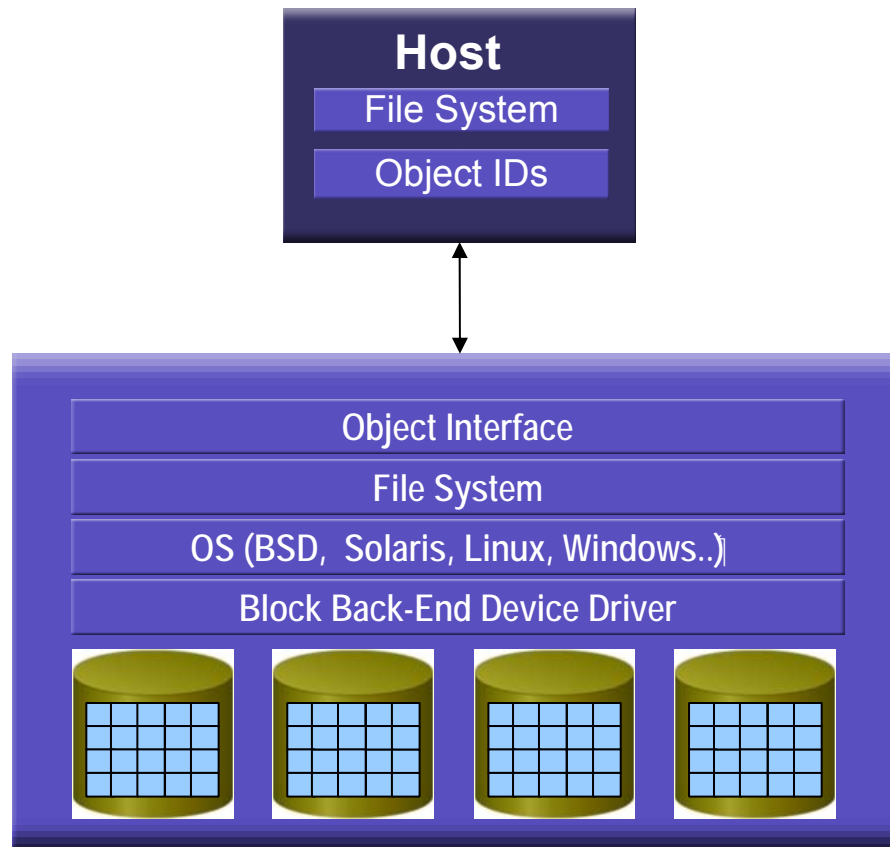 Host
File System
Object IDs
Object Interface
File System
OS (BSD, Solaris, Linux, Windows..)
Block Back-End Device Driver